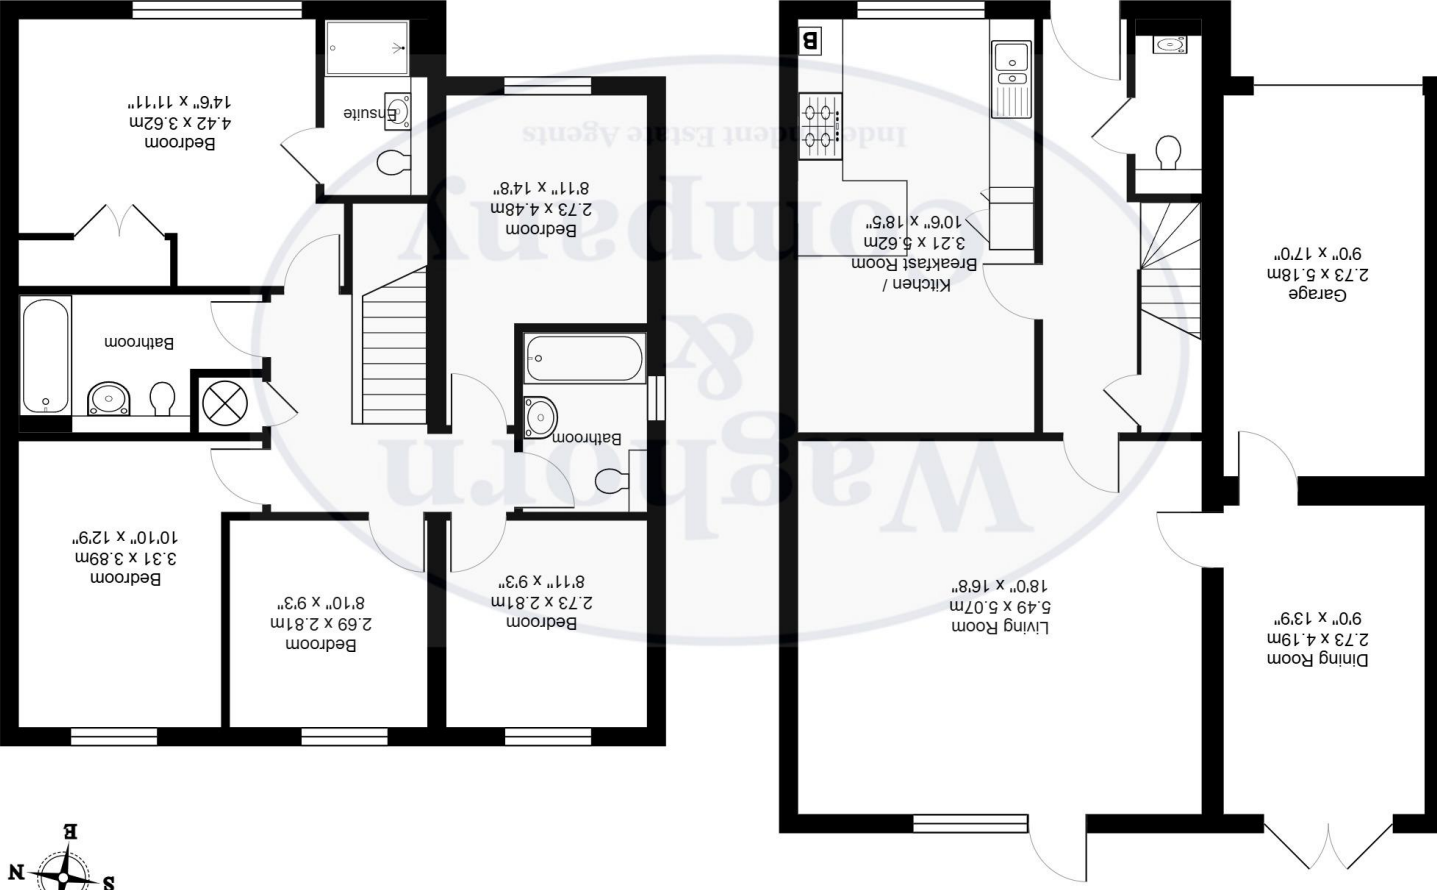 S
N
E
Dining Room
2.73 x 4.19m
9'0" x 13'9"
Living Room
5.49 x 5.07m
18'0" x 16'8"
Garage
2.73 x 5.18m
9'0" x 17'0"
Kitchen /
Breakfast Room
3.21 x 5.62m
10'6" x 18'5"
B
Bedroom
2.73 x 2.81m
8'11" x 9'3"
Bedroom
2.69 x 2.81m
8'10" x 9'3"
Bedroom
3.31 x 3.89m
10'10" x 12'9"
Bathroom
Bathroom
Bedroom
2.73 x 4.48m
8'11" x 14'8"
Bedroom
4.42 x 3.62m
14'6" x 11'11"
Ensuite
Waghorn
&
Company
Independent Estate Agents